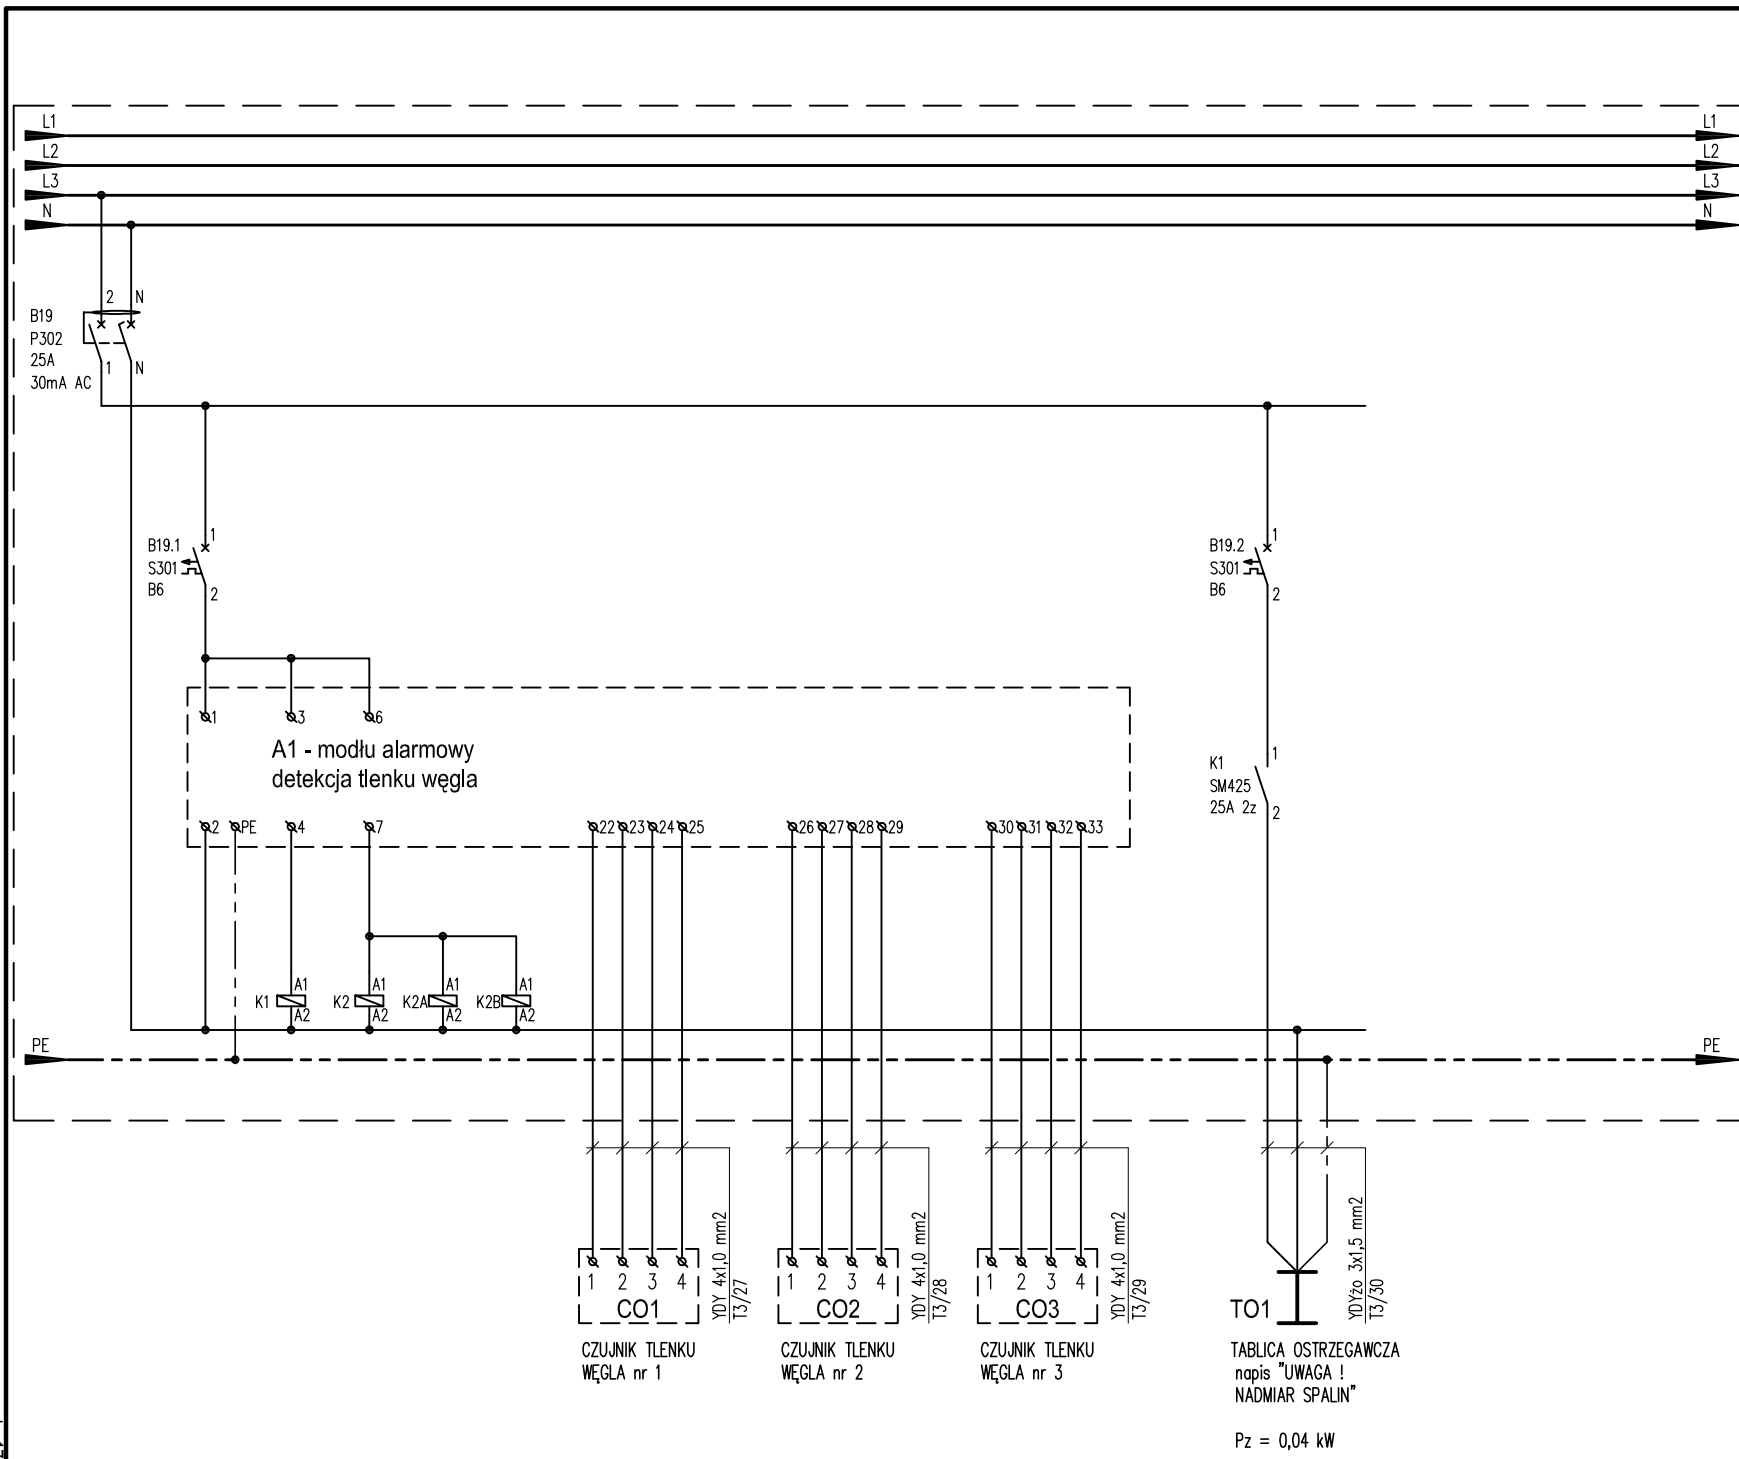 L1
L1
L2
L2
L3
L3
N
N
2 N
B19
P302
25A
30mA AC
1 N
1
B19.1
S301
B6
2
1
B19.2
S301
B6
2
1 3 6
A1 - modłu alarmowy
detekcja tlenku węgla
1
K1
SM425
25A 2z
2
2 PE 4 7 22 23 24 25 26 27 28 29 30 31 32 33
A1 A1 A1 A1
K1 K2 K2A K2B
A2 A2 A2 A2
PE
PE
1 2 3 4
CO1
YDY 4x1,0 mm2
T3/27
CZUJNIK TLENKU
WĘGLA nr 1
1 2 3 4
CO2
YDY 4x1,0 mm2
T3/28
CZUJNIK TLENKU
WĘGLA nr 2
1 2 3 4
CO3
YDY 4x1,0 mm2
T3/29
CZUJNIK TLENKU
WĘGLA nr 3
TO1
YDYżo 3x1,5 mm2
T3/30
TABLICA OSTRZEGAWCZA
napis "UWAGA !
NADMIAR SPALIN"
Pz = 0,04 kW